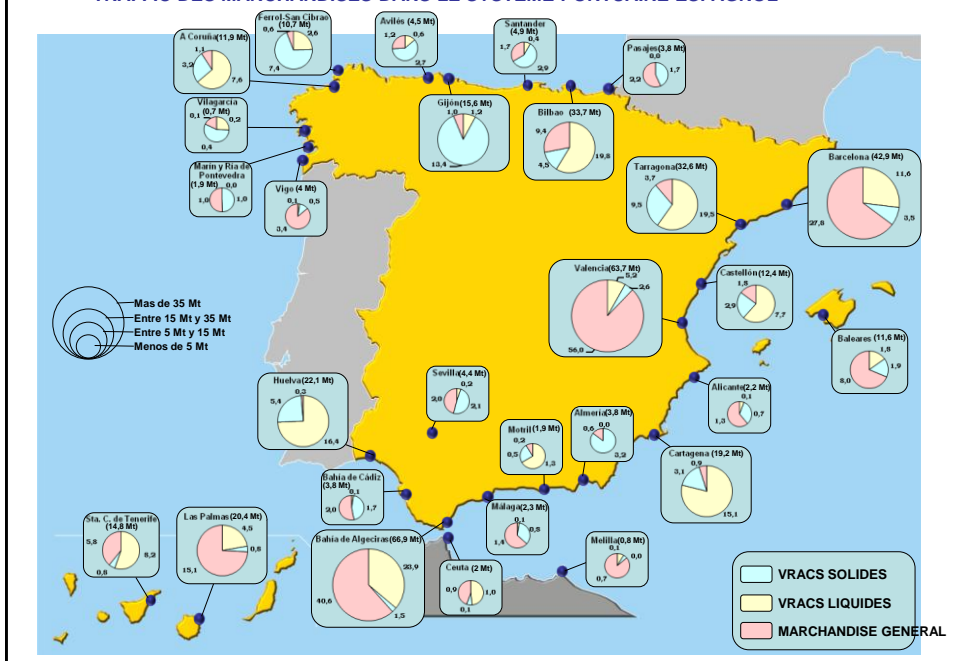 TRAFFIC DES MARCHANDISES DANS LE SYSTÈME PORTUAIRE ESPAGNOL
Ferrol-San Cibrao
(10,7 Mt)
0,6
2,6
7,4
A Coruña(11,9 Mt)
1,1
3,2
7,6
Avilés (4,5 Mt)
1,2
0,6
2,7
Santander
(4,9 Mt)
0,4
1,7
2,9
Pasajes(3,8 Mt)
0,0
1,7
2,2
Vilagarcía
(0,7 Mt)
0,1
0,2
0,4
Gijón(15,6 Mt)
1,0
1,2
13,4
Bilbao (33,7 Mt)
9,4
4,5
19,8
Marín y Ría de
Pontevedra
(1,9 Mt)
0,0
1,0
1,0
Vigo (4 Mt)
0,1
0,5
3,4
Tarragona(32,6 Mt)
3,7
9,5
19,5
Barcelona (42,9 Mt)
11,6
3,5
27,8
Valencia(63,7 Mt)
5,2
2,6
56,0
Castellón (12,4 Mt)
1,8
2,9
7,7
Mas de 35 Mt
Entre 15 Mt y 35 Mt
Entre 5 Mt y 15 Mt
Menos de 5 Mt
Baleares (11,6 Mt)
1,8
1,9
8,0
Sevilla(4,4 Mt)
0,2
2,0
2,1
Huelva(22,1 Mt)
0,3
5,4
16,4
Alicante(2,2 Mt)
0,1
0,7
1,3
Almería(3,8 Mt)
0,6
0,0
3,2
Motril(1,9 Mt)
0,2
0,5
1,3
Cartagena (19,2 Mt)
0,9
3,1
15,1
Bahía de Cádiz
(3,8 Mt)
0,1
2,0
1,7
Málaga(2,3 Mt)
0,1
0,8
1,4
Sta. C. de Tenerife
(14,8 Mt)
5,8
8,2
0,8
Las Palmas(20,4 Mt)
4,5
0,8
15,1
Bahía de Algeciras(66,9 Mt)
23,9
40,6
1,5
Ceuta (2 Mt)
0,9
1,0
0,1
Melilla(0,8 Mt)
0,1
0,0
0,7
VRACS SOLIDES
VRACS LIQUIDES
MARCHANDISE GENERAL